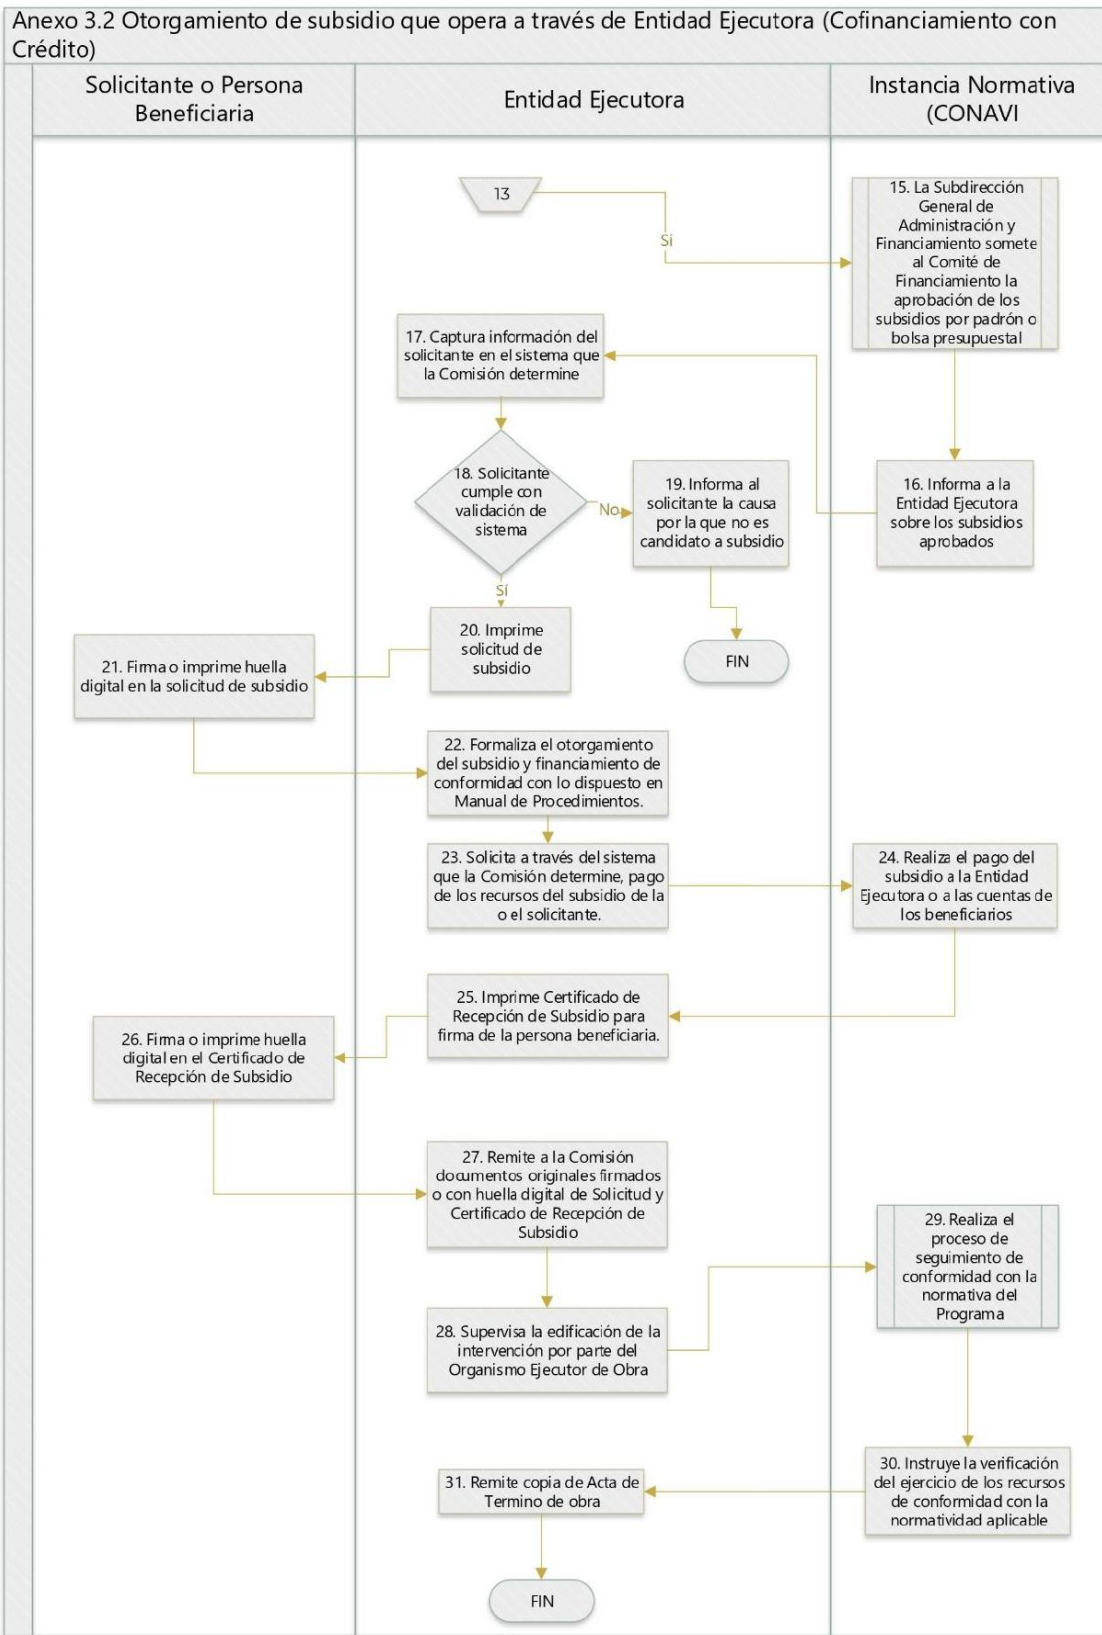 Anexo 3.2 Otorgamiento de subsidio que opera a través de Entidad Ejecutora (Cofinanciamiento con
Crédito)
Solicitante o Persona
Beneficiaria
Entidad Ejecutora
Instancia Normativa
(CONAVI
13
Sí
15. La Subdirección
General de
Administración y
Financiamiento somete
al Comité de
Financiamiento la
aprobación de los
subsidios por padrón o
bolsa presupuestal
16. Informa a la
Entidad Ejecutora
sobre los subsidios
aprobados
17. Captura información del
solicitante en el sistema que
la Comisión determine
18. Solicitante
cumple con
validación de
sistema
No
19. Informa al
solicitante la causa
por la que no es
candidato a subsidio
FIN
Sí
20. Imprime
solicitud de
subsidio
21. Firma o imprime huella
digital en la solicitud de subsidio
22. Formaliza el otorgamiento
del subsidio y financiamiento de
conformidad con lo dispuesto en
Manual de Procedimientos.
23. Solicita a través del sistema
que la Comisión determine, pago
de los recursos del subsidio de la
o el solicitante.
24. Realiza el pago del
subsidio a la Entidad
Ejecutora o a las cuentas de
los beneficiarios
25. Imprime Certificado de
Recepción de Subsidio para
firma de la persona beneficiaria.
26. Firma o imprime huella
digital en el Certificado de
Recepción de Subsidio
27. Remite a la Comisión
documentos originales firmados
o con huella digital de Solicitud y
Certificado de Recepción de
Subsidio
28. Supervisa la edificación de la
intervención por parte del
Organismo Ejecutor de Obra
29. Realiza el
proceso de
seguimiento de
conformidad con la
normativa del
Programa
30. Instruye la verificación
del ejercicio de los recursos
de conformidad con la
normatividad aplicable
31. Remite copia de Acta de
Termino de obra
FIN